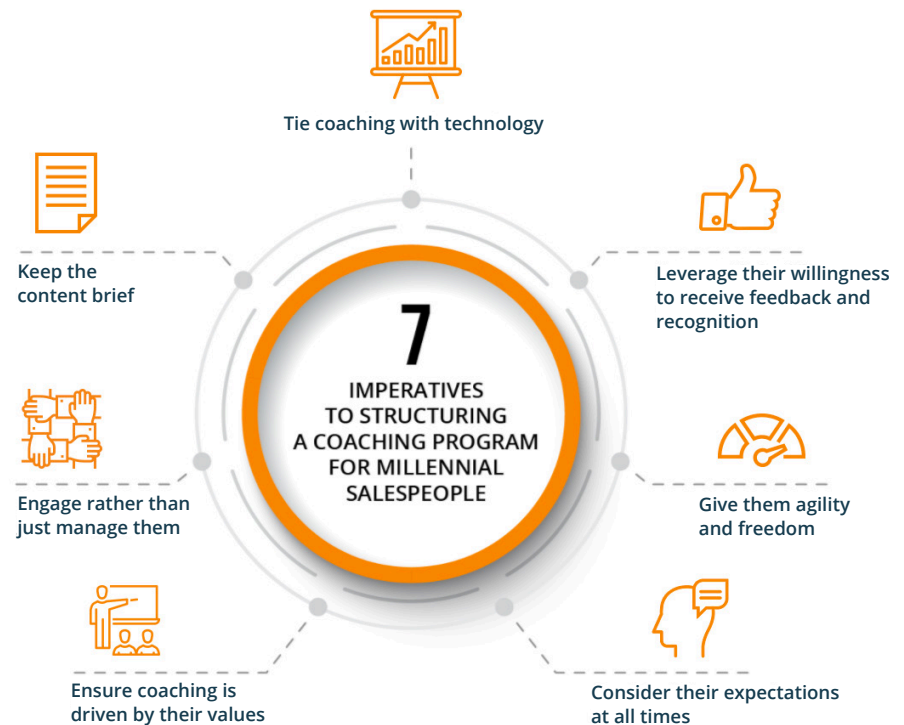 Tie coaching with technology
Keep the
content brief
Leverage their willingness
to receive feedback and
recognition
7
IMPERATIVES
TO STRUCTURING
A COACHING PROGRAM
FOR MILLENNIAL
SALESPEOPLE
Engage rather than
just manage them
Give them agility
and freedom
Ensure coaching is
driven by their values
Consider their expectations
at all times